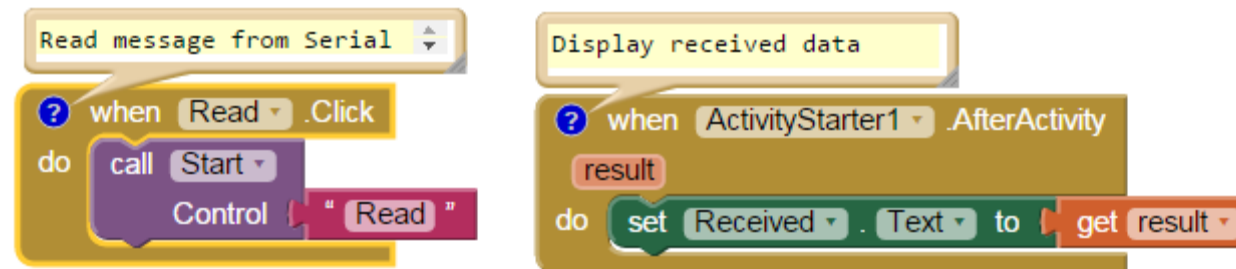 Read message from Serial
? when Read .Click
do call Start
Control " Read "
Display received data
? when ActivityStarter1 .AfterActivity
result
do set Received . Text to get result